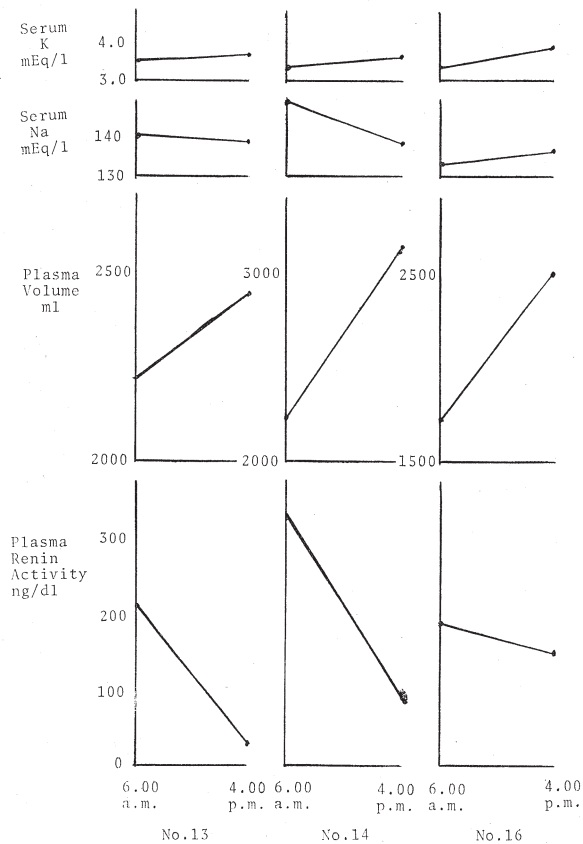 Serum
K
mEq/l
4.0
3.0
Serum
Na
mEq/l
140
130
Plasma
Volume
ml
2500
2000
3000
2000
2500
1500
Plasma
Renin
Activity
ng/dl
300
200
100
0
6.00 4.00 6.00 4.00 6.00 4.00
a.m. p.m. a.m. p.m. a.m. p.m.
No.13 No.14 No.16